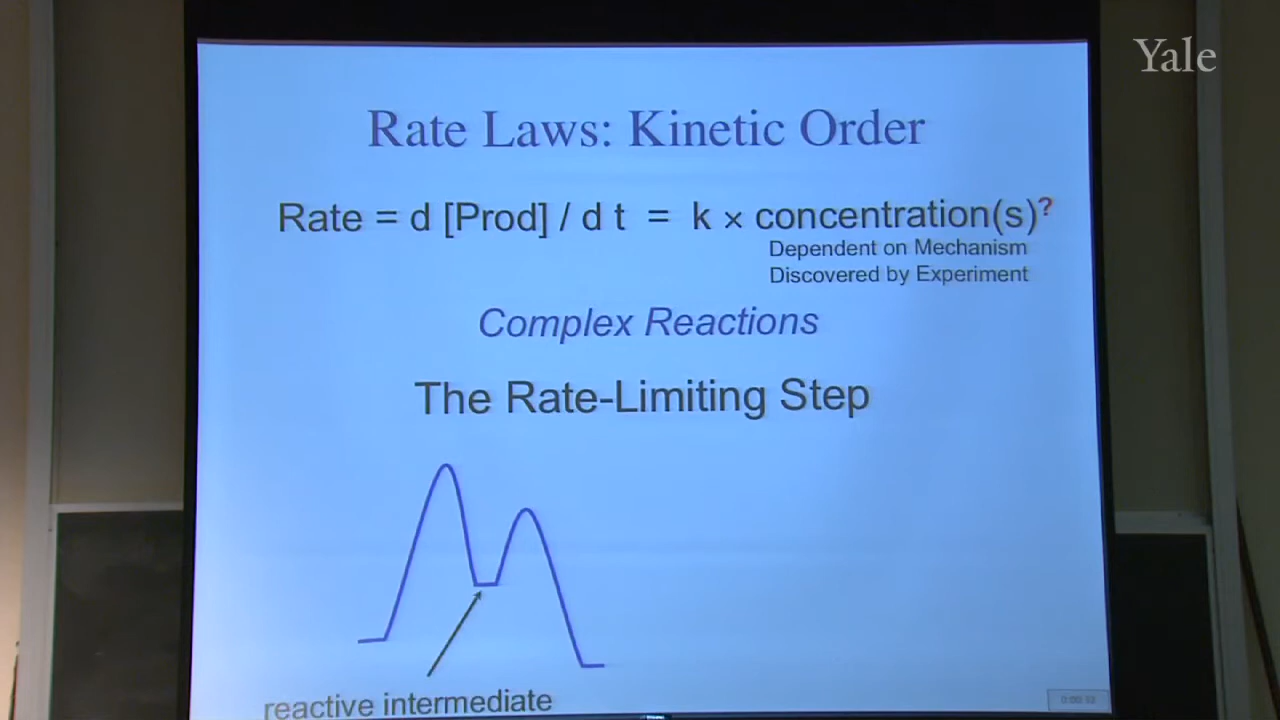 Yale
Rate Laws: Kinetic Order
Rate = d [Prod] / d t = k × concentration(s)?
Dependent on Mechanism
Discovered by Experiment
Complex Reactions
The Rate-Limiting Step
reactive intermediate